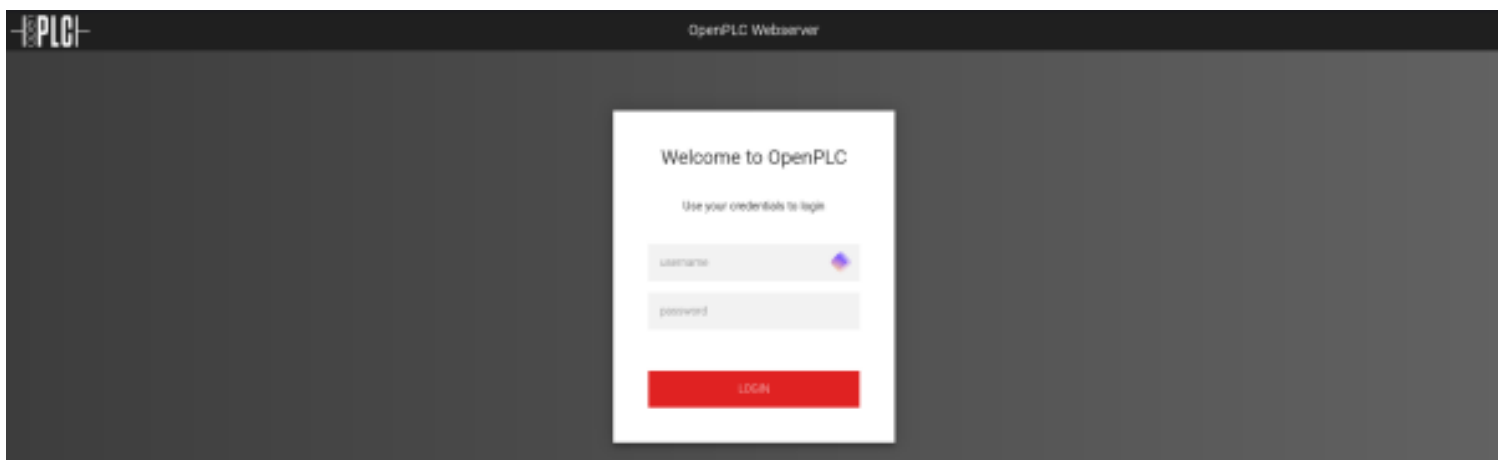 PLC
OpenPLC Webserver
Welcome to OpenPLC
Use your credentials to login
username
password
LOGIN